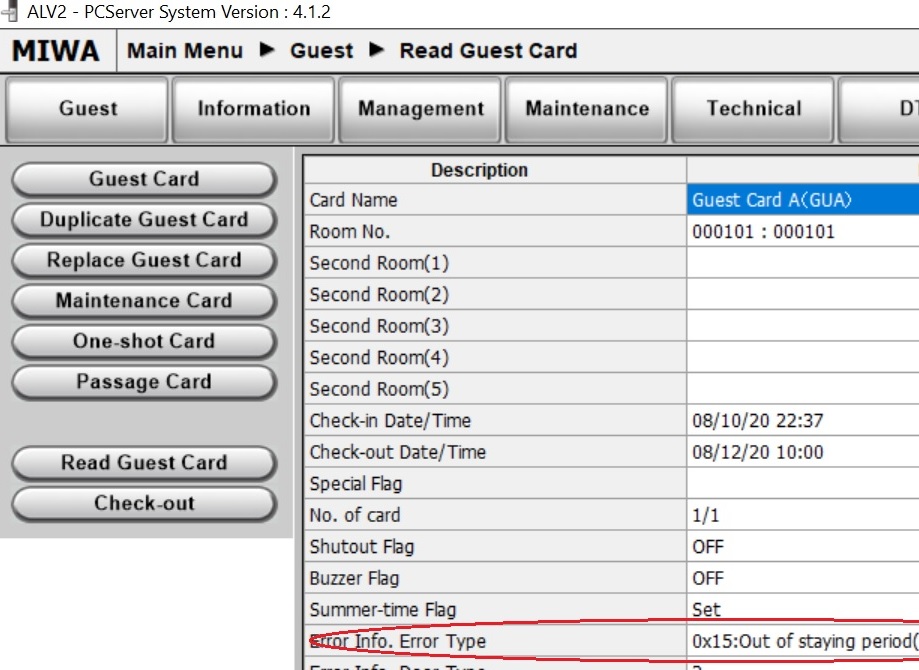 ALV2 - PCServer System Version : 4.1.2
MIWA Main Menu ► Guest ► Read Guest Card
Guest Information Management Maintenance Technical
Guest Card
Duplicate Guest Card
Replace Guest Card
Maintenance Card
One-shot Card
Passage Card
Read Guest Card
Check-out
Description
Card Name Guest Card A(GUA)
Room No. 000101 : 000101
Second Room(1)
Second Room(2)
Second Room(3)
Second Room(4)
Second Room(5)
Check-in Date/Time 08/10/20 22:37
Check-out Date/Time 08/12/20 10:00
Special Flag
No. of card 1/1
Shutout Flag OFF
Buzzer Flag OFF
Summer-time Flag Set
Error Info. Error Type 0x15:Out of staying period(